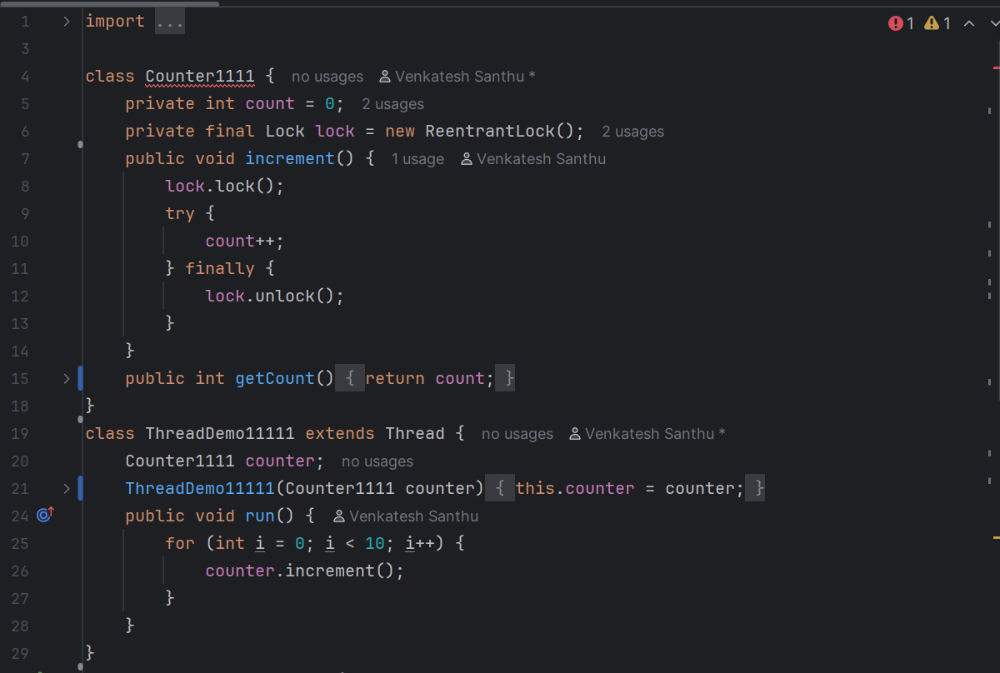 1 import ... 1 1
3
4 class Counter1111 { no usages Venkatesh Santhu *
5 private int count = 0; 2 usages
6 private final Lock lock = new ReentrantLock(); 2 usages
7 public void increment() { 1 usage Venkatesh Santhu
8 lock.lock();
9 try {
10 count++;
11 } finally {
12 lock.unlock();
13 }
14 }
15 public int getCount() { return count; }
18 }
19 class ThreadDemo11111 extends Thread { no usages Venkatesh Santhu *
20 Counter1111 counter; no usages
21 ThreadDemo11111(Counter1111 counter) { this.counter = counter; }
24 public void run() { Venkatesh Santhu
25 for (int i = 0; i < 10; i++) {
26 counter.increment();
27 }
28 }
29 }